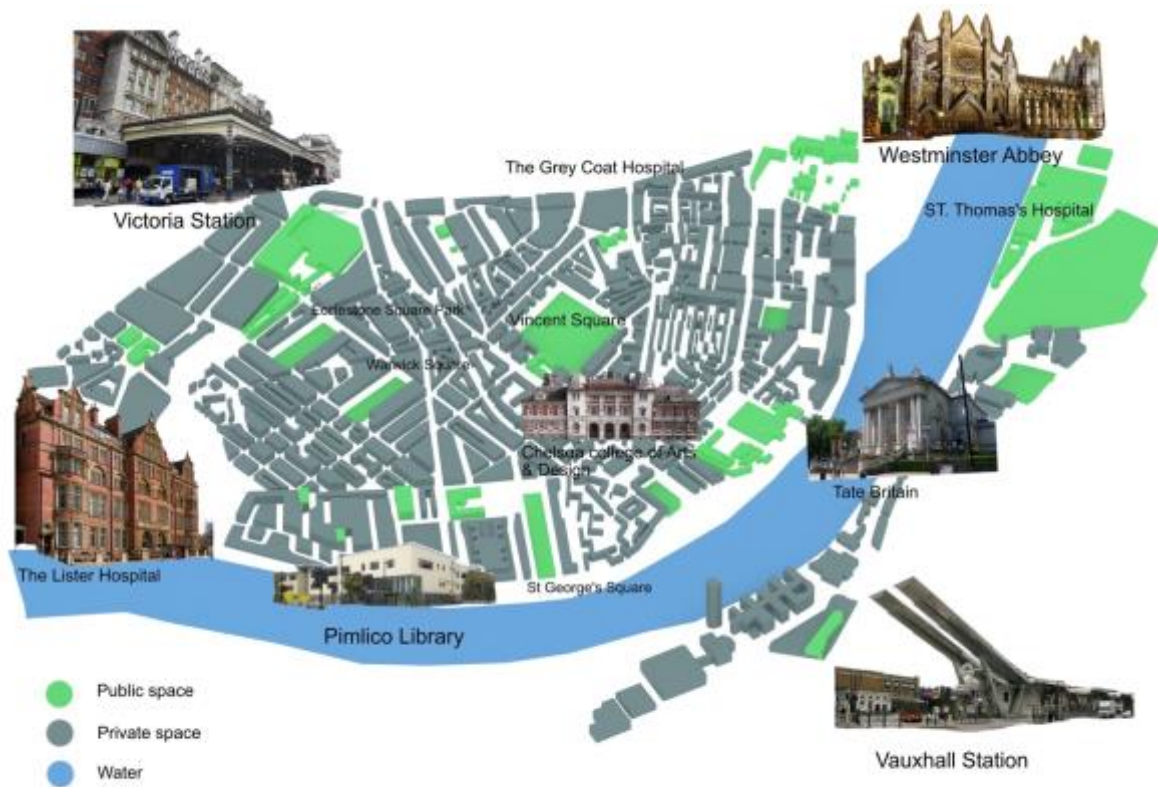 Westminster Abbey
The Grey Coat Hospital
Victoria Station
ST. Thomas's Hospital
Ecclestone Square Park
Vincent Square
Warwick Square
Chelsea college of Arts
& Design
Tate Britain
The Lister Hospital
St George's Square
Pimlico Library
Public space
Private space
Water
Vauxhall Station